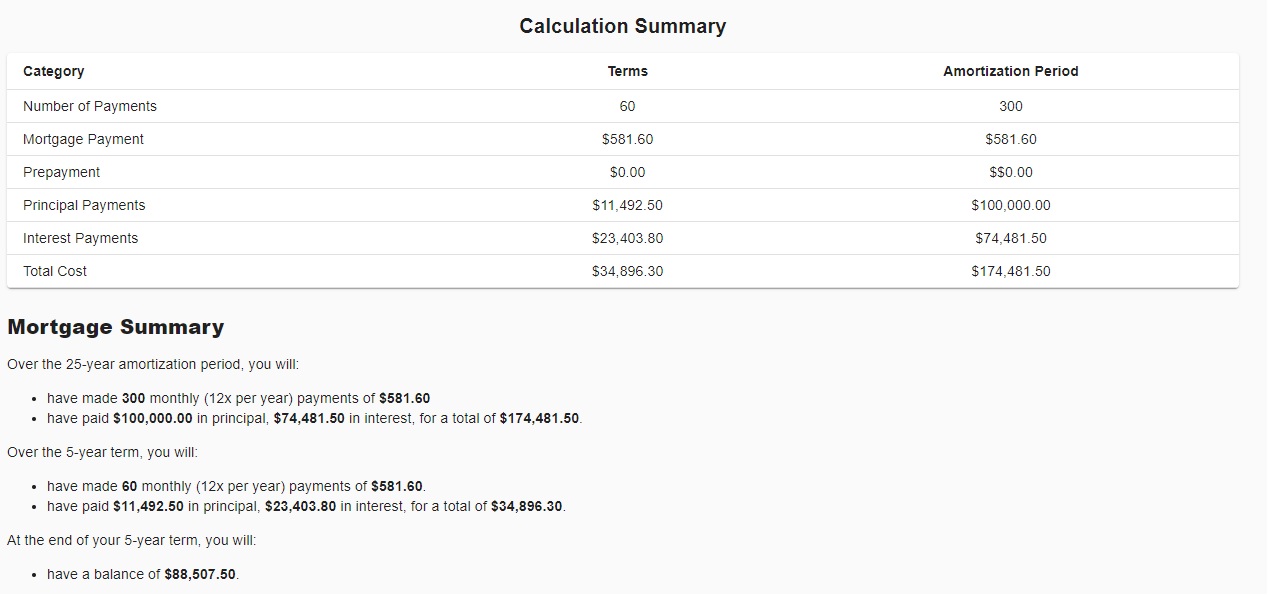 Calculation Summary
Category Terms Amortization Period
Number of Payments 60 300
Mortgage Payment $581.60 $581.60
Prepayment $0.00 $$0.00
Principal Payments $11,492.50 $100,000.00
Interest Payments $23,403.80 $74,481.50
Total Cost $34,896.30 $174,481.50
Mortgage Summary
Over the 25-year amortization period, you will:
• have made 300 monthly (12x per year) payments of $581.60
• have paid $100,000.00 in principal, $74,481.50 in interest, for a total of $174,481.50.
Over the 5-year term, you will:
• have made 60 monthly (12x per year) payments of $581.60.
• have paid $11,492.50 in principal, $23,403.80 in interest, for a total of $34,896.30.
At the end of your 5-year term, you will:
• have a balance of $88,507.50.